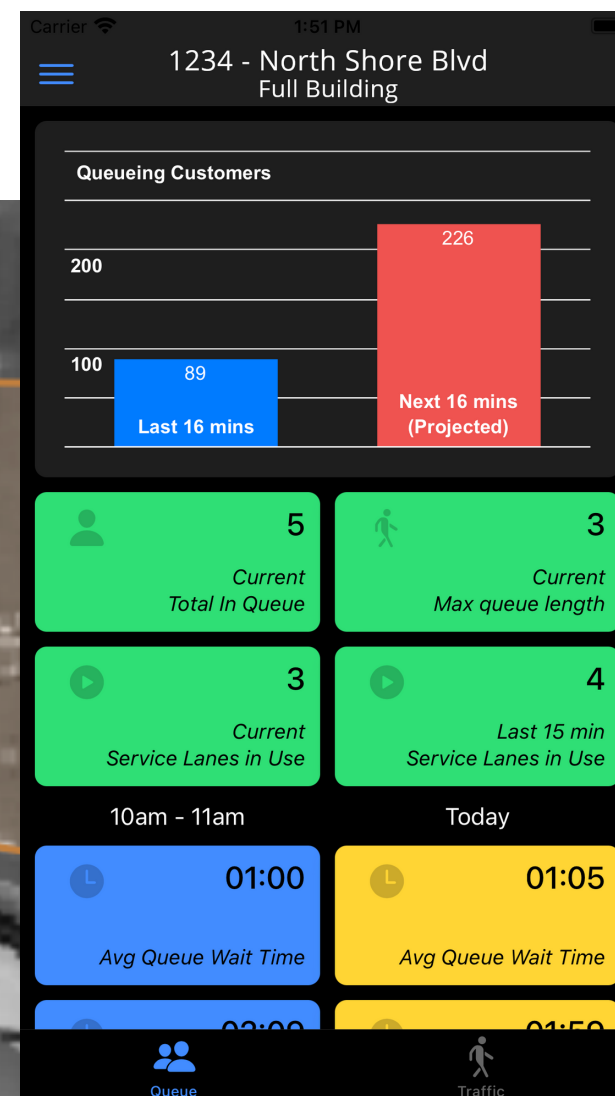 Carrier 1:51 PM
1234 - North Shore Blvd
Full Building
Queueing Customers
200
226
100
89
Last 16 mins
Next 16 mins
(Projected)
5
Current
Total In Queue
3
Current
Max queue length
3
Current
Service Lanes in Use
4
Last 15 min
Service Lanes in Use
10am - 11am
Today
01:00
Avg Queue Wait Time
01:05
Avg Queue Wait Time
Queue
Traffic